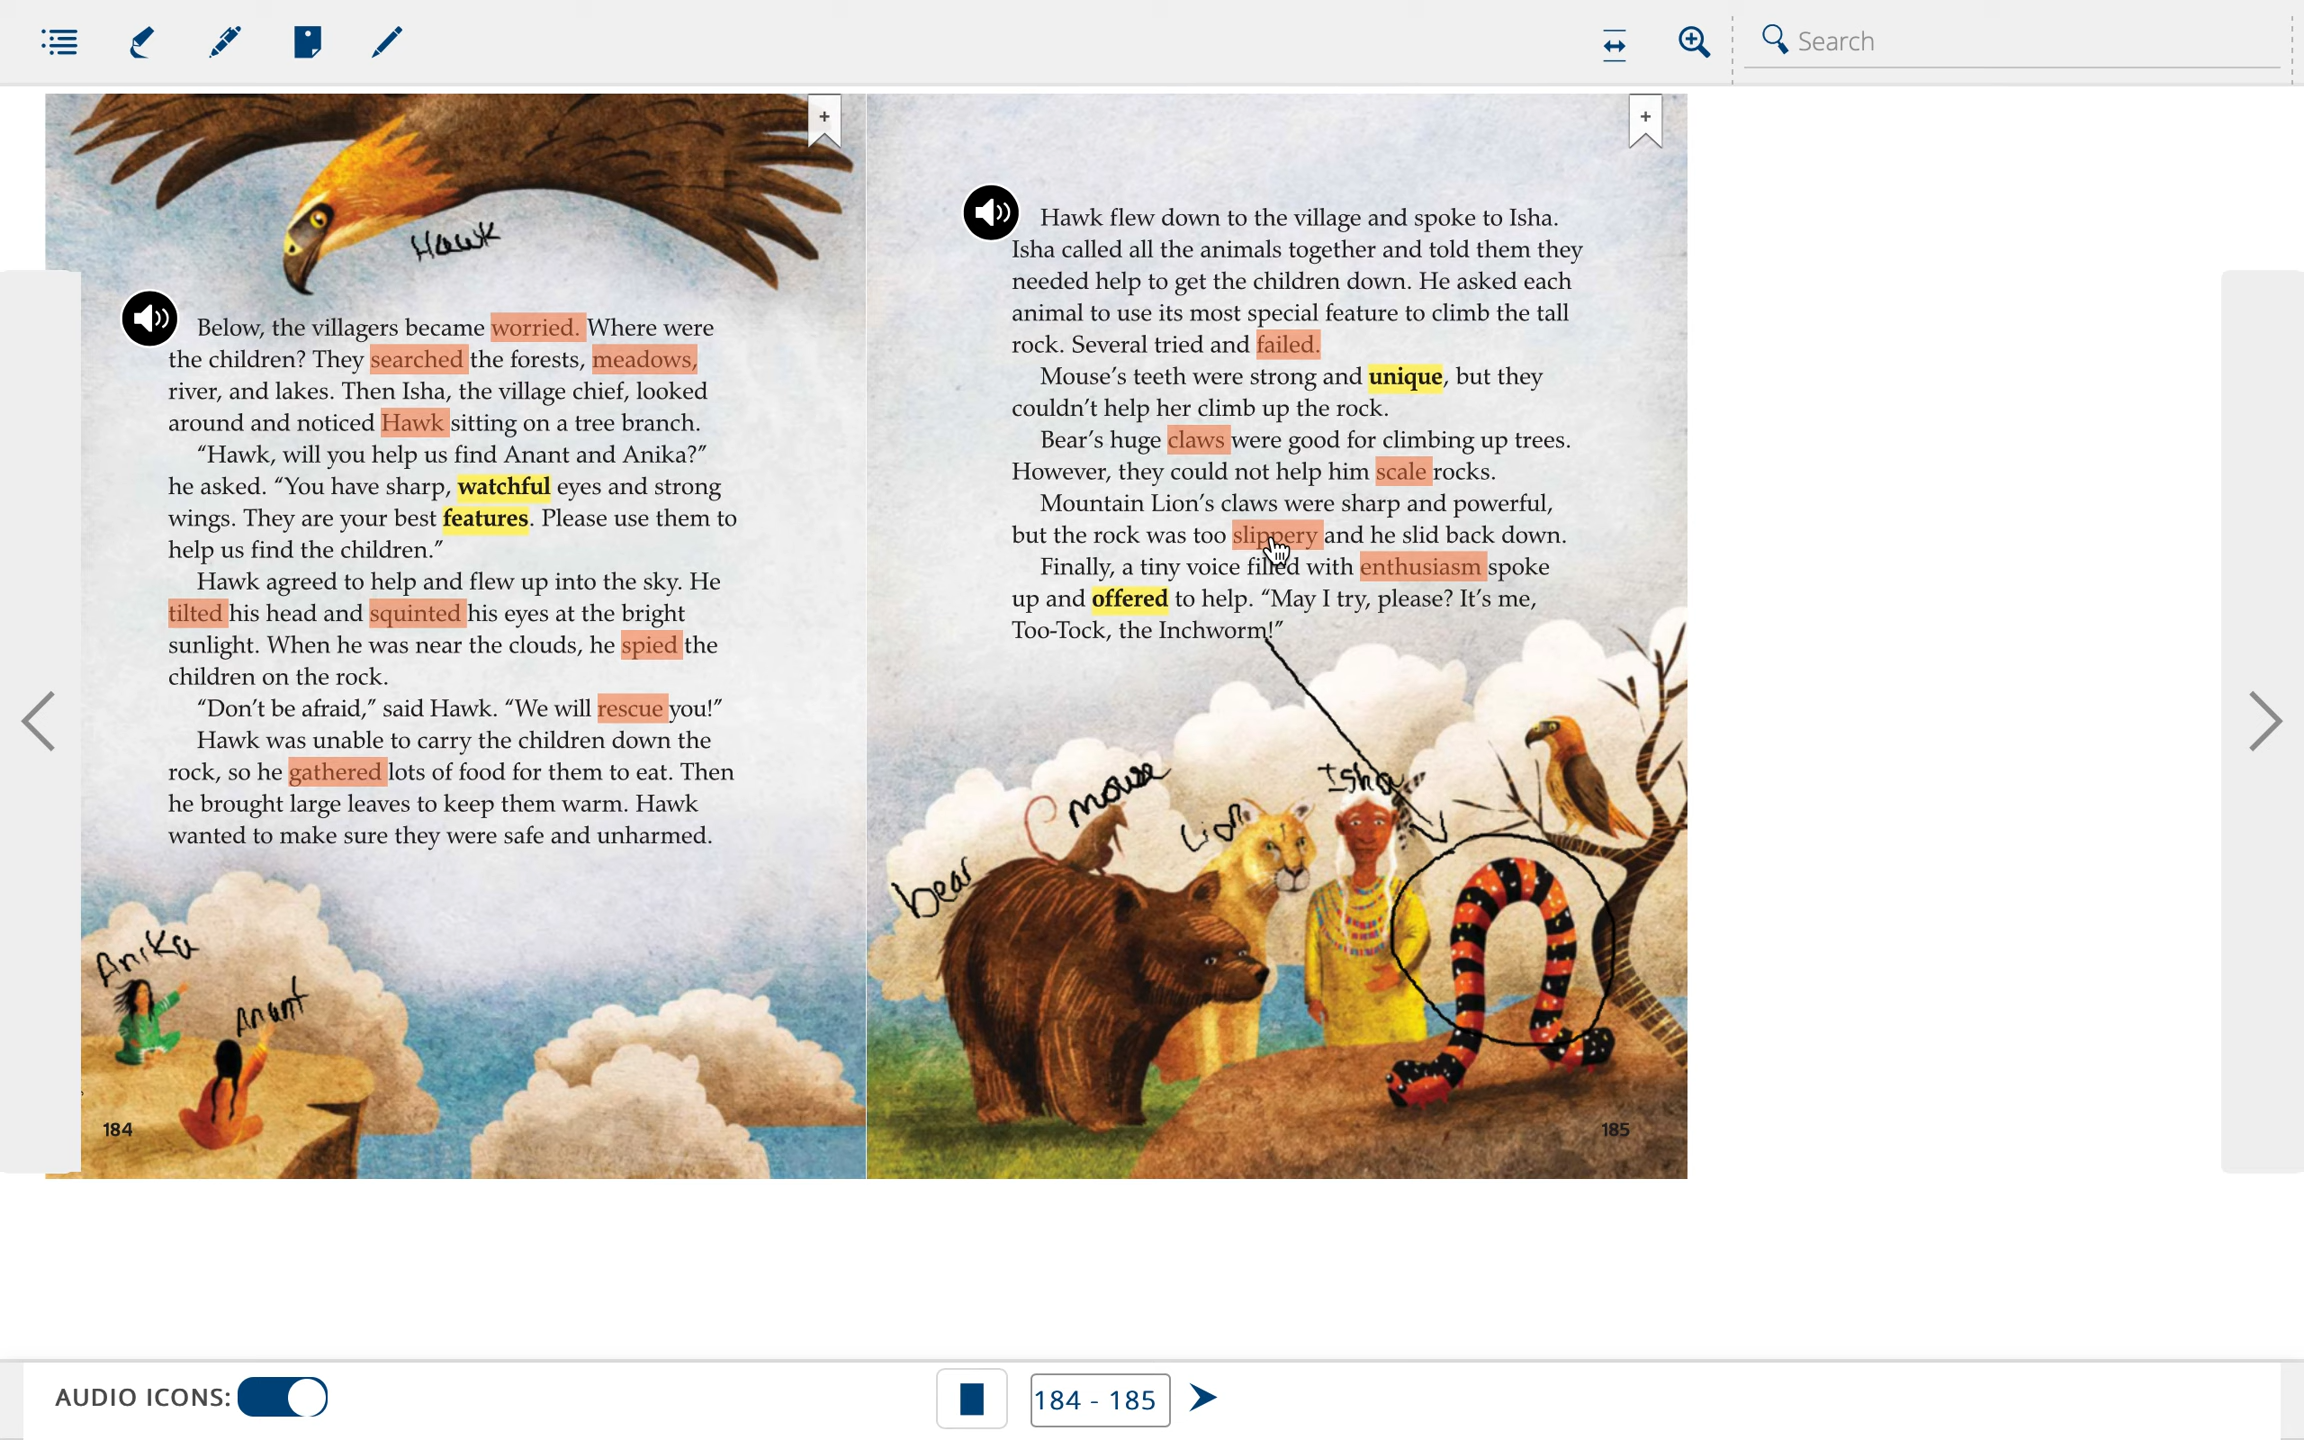 Search
Hawk
Below, the villagers became worried. Where were
the children? They searched the forests, meadows,
river, and lakes. Then Isha, the village chief, looked
around and noticed Hawk sitting on a tree branch.
“Hawk, will you help us find Anant and Anika?”
he asked. “You have sharp, watchful eyes and strong
wings. They are your best features. Please use them to
help us find the children.”
Hawk agreed to help and flew up into the sky. He
tilted his head and squinted his eyes at the bright
sunlight. When he was near the clouds, he spied the
children on the rock.
“Don’t be afraid,” said Hawk. “We will rescue you!”
Hawk was unable to carry the children down the
rock, so he gathered lots of food for them to eat. Then
he brought large leaves to keep them warm. Hawk
wanted to make sure they were safe and unharmed.
Anika
Anant
184
Hawk flew down to the village and spoke to Isha.
Isha called all the animals together and told them they
needed help to get the children down. He asked each
animal to use its most special feature to climb the tall
rock. Several tried and failed.
Mouse’s teeth were strong and unique, but they
couldn’t help her climb up the rock.
Bear’s huge claws were good for climbing up trees.
However, they could not help him scale rocks.
Mountain Lion’s claws were sharp and powerful,
but the rock was too slippery and he slid back down.
Finally, a tiny voice filled with enthusiasm spoke
up and offered to help. “May I try, please? It’s me,
Too-Tock, the Inchworm!”
bear
mouse
Lion
Isha
185
AUDIO ICONS:
184 - 185